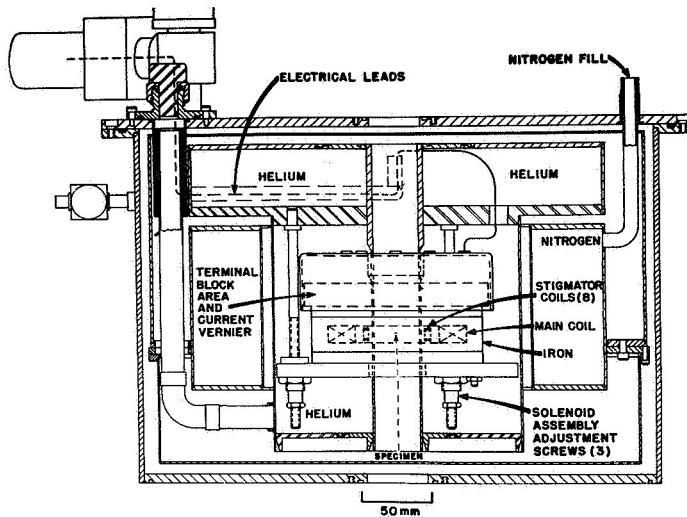 ELECTRICAL LEADS
NITROGEN FILL
HELIUM
HELIUM
NITROGEN
TERMINAL
BLOCK
AREA
AND
CURRENT
VERNIER
STIGMATOR
COILS(8)
MAIN COIL
IRON
HELIUM
SOLENOID
ASSEMBLY
ADJUSTMENT
SCREWS (3)
SPECIMEN
50mm